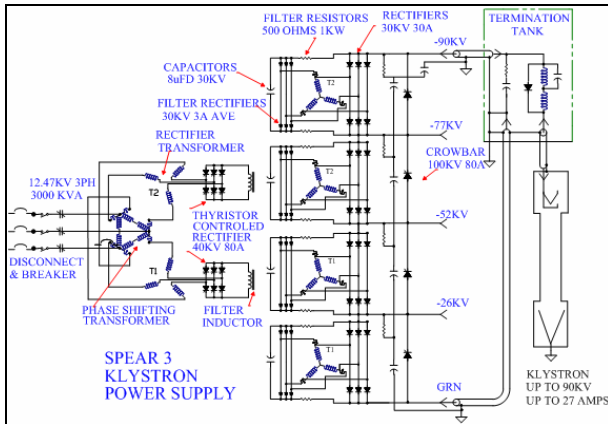 FILTER RESISTORS
500 OHMS 1KW
RECTIFIERS
30KV 30A
TERMINATION
TANK
-90KV
CAPACITORS
8uFD 30KV
T2
FILTER RECTIFIERS
30KV 3A AVE
RECTIFIER
TRANSFORMER
-77KV
CROWBAR
100KV 80A
12.47KV 3PH
3000 KVA
T2
T2
THYRISTOR
CONTROLED
RECTIFIER
40KV 80A
-52KV
DISCONNECT
& BREAKER
T1
T1
PHASE SHIFTING
TRANSFORMER
FILTER
INDUCTOR
-26KV
SPEAR 3
KLYSTRON
POWER SUPPLY
T1
GRN
KLYSTRON
UP TO 90KV
UP TO 27 AMPS